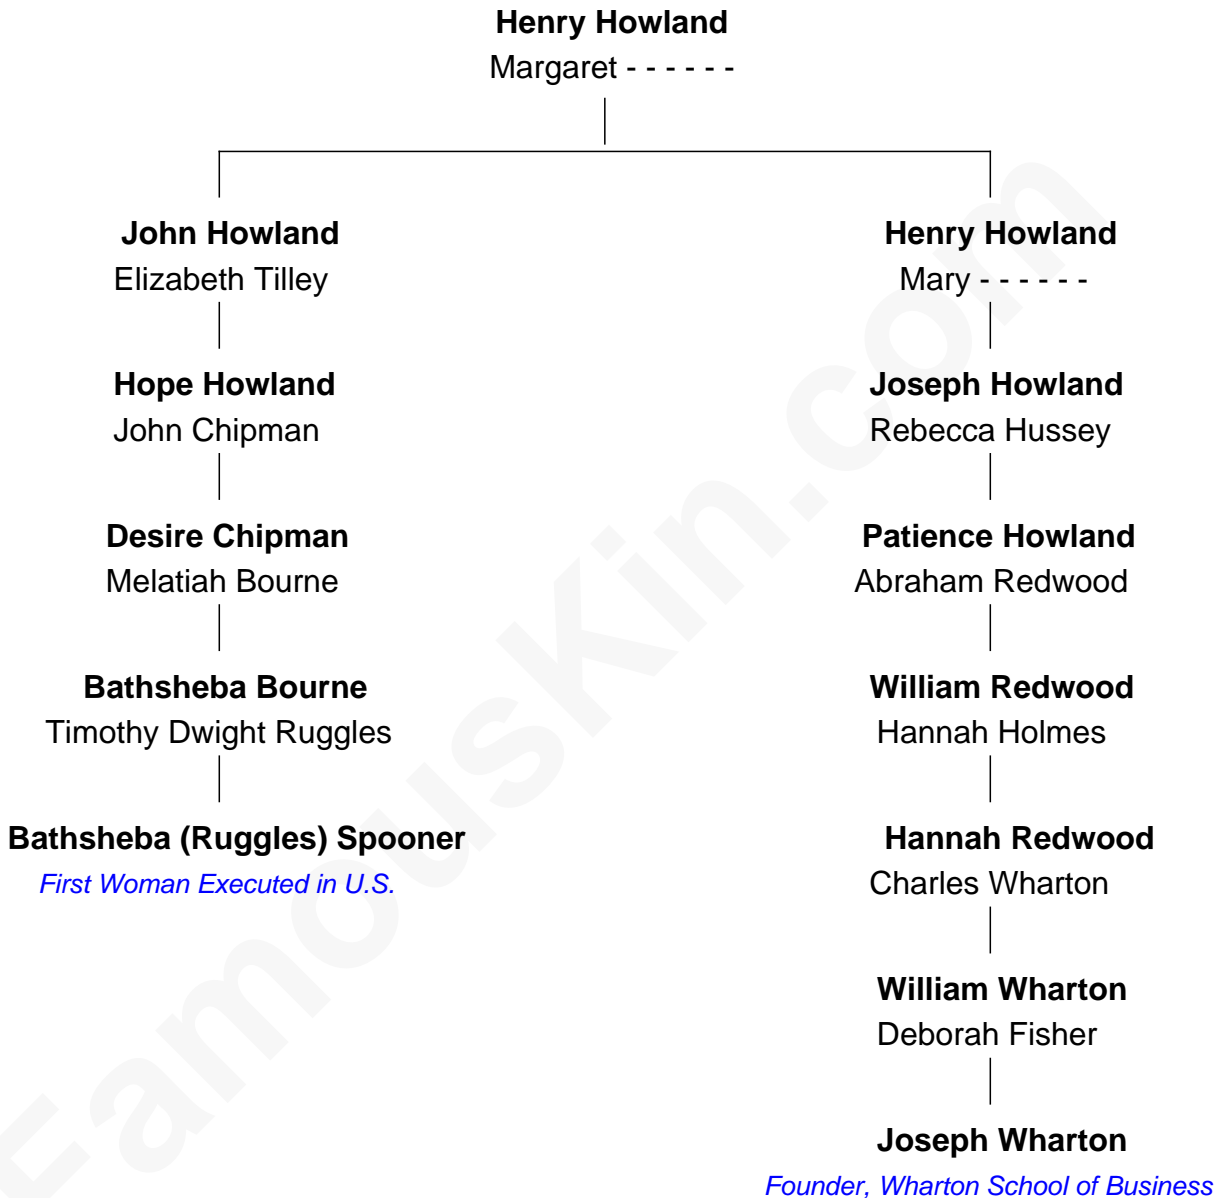 Henry Howland
Margaret - - - - - -
John Howland
Elizabeth Tilley
Henry Howland
Mary - - - - - -
Hope Howland
John Chipman
Joseph Howland
Rebecca Hussey
Desire Chipman
Melatiah Bourne
Patience Howland
Abraham Redwood
Bathsheba Bourne
Timothy Dwight Ruggles
William Redwood
Hannah Holmes
Bathsheba (Ruggles) Spooner
First Woman Executed in U.S.
Hannah Redwood
Charles Wharton
William Wharton
Deborah Fisher
Joseph Wharton
Founder, Wharton School of Business
FamousKin.com